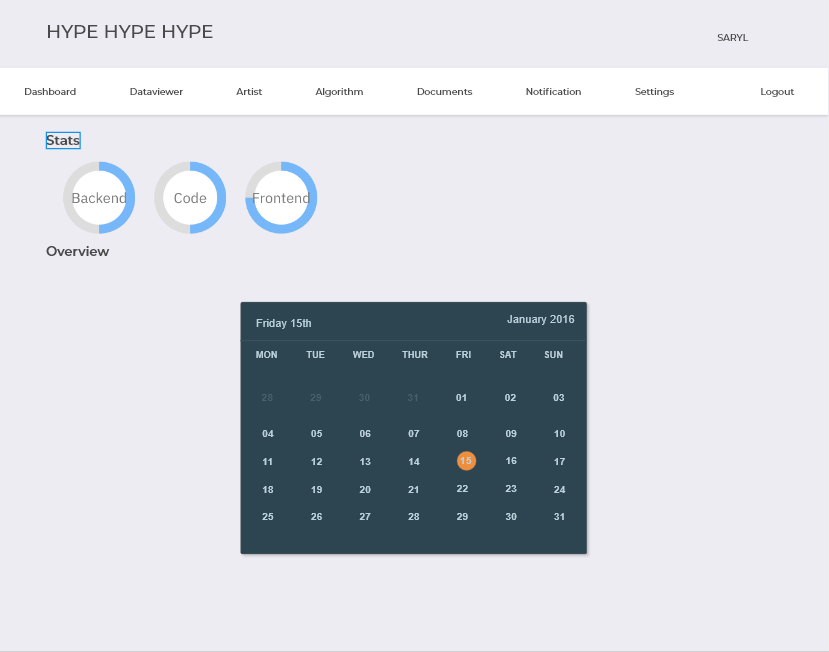 HYPE HYPE HYPE
SARYL
Dashboard Dataviewer Artist Algorithm Documents Notification Settings Logout
Stats
Backend Code Frontend
Overview
Friday 15th January 2016
MON TUE WED THUR FRI SAT SUN
28 29 30 31 01 02 03
04 05 06 07 08 09 10
11 12 13 14 15 16 17
18 19 20 21 22 23 24
25 26 27 28 29 30 31